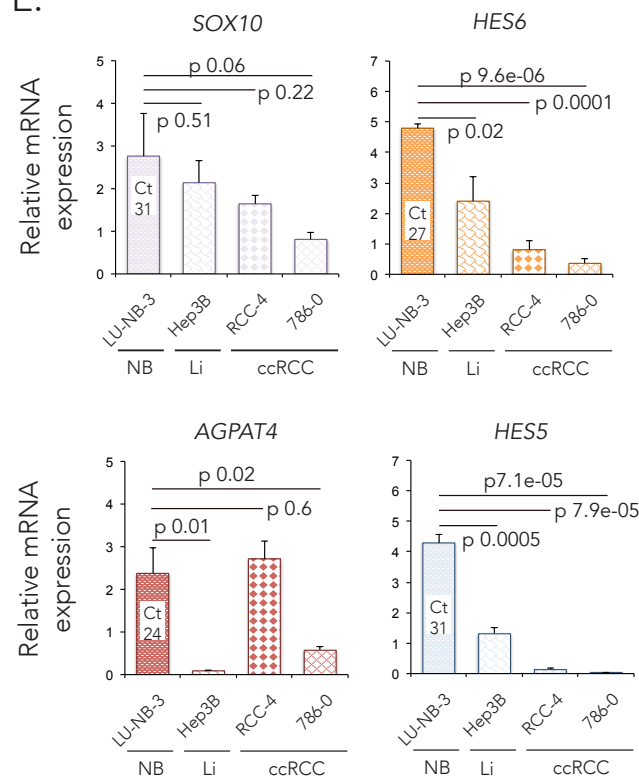 E.
SOX10
Relative mRNA
expression
5
4
3
2
1
0
p 0.06
p 0.22
p 0.51
Ct
31
LU-NB-3
Hep3B
RCC-4
786-0
NB
Li
ccRCC
HES6
7
6
5
4
3
2
1
0
p 9.6e-06
p 0.0001
p 0.02
Ct
27
LU-NB-3
Hep3B
RCC-4
786-0
NB
Li
ccRCC
AGPAT4
Relative mRNA
expression
5
4
3
2
1
0
p 0.02
p 0.6
p 0.01
Ct
24
LU-NB-3
Hep3B
RCC-4
786-0
NB
Li
ccRCC
HES5
7
6
5
4
3
2
1
0
p7.1e-05
p 7.9e-05
p 0.0005
Ct
31
LU-NB-3
Hep3B
RCC-4
786-0
NB
Li
ccRCC